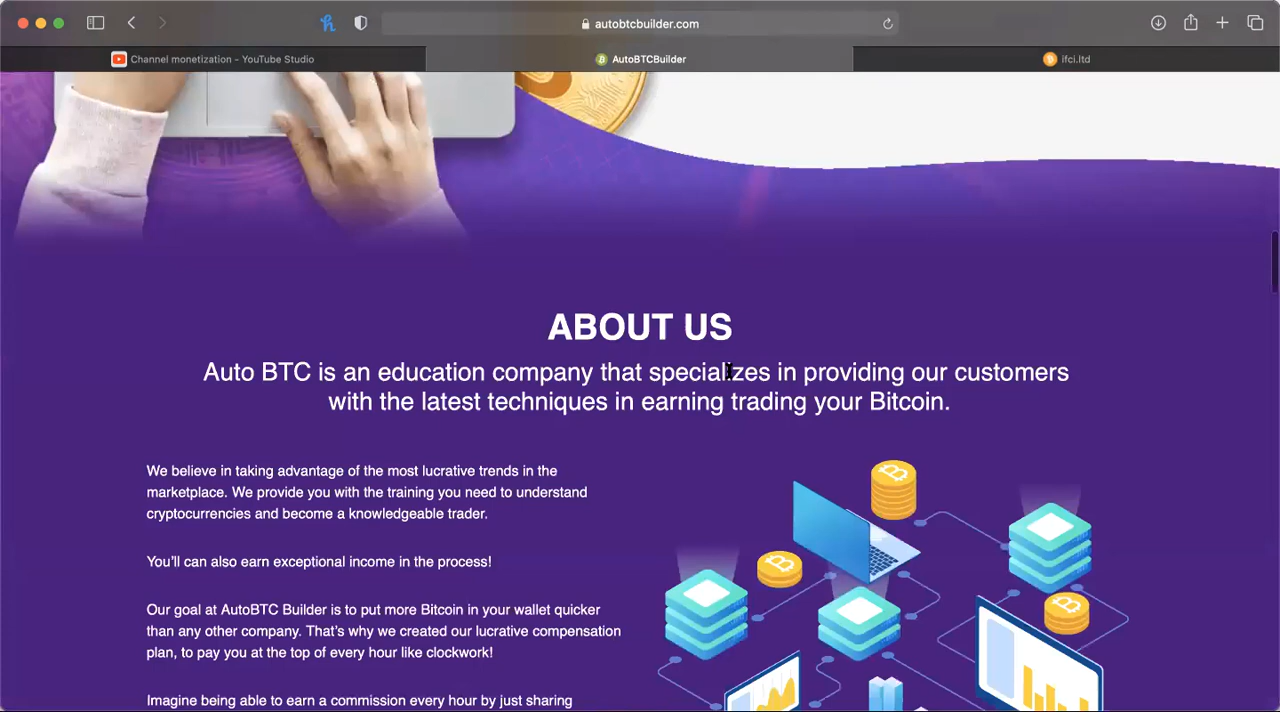 autobtcbuilder.com
Channel monetization - YouTube Studio
AutoBTCBuilder
ifci.ltd
ABOUT US
Auto BTC is an education company that specializes in providing our customers
with the latest techniques in earning trading your Bitcoin.
We believe in taking advantage of the most lucrative trends in the
marketplace. We provide you with the training you need to understand
cryptocurrencies and become a knowledgeable trader.
You'll can also earn exceptional income in the process!
Our goal at AutoBTC Builder is to put more Bitcoin in your wallet quicker
than any other company. That's why we created our lucrative compensation
plan, to pay you at the top of every hour like clockwork!
Imagine being able to earn a commission every hour by just sharing